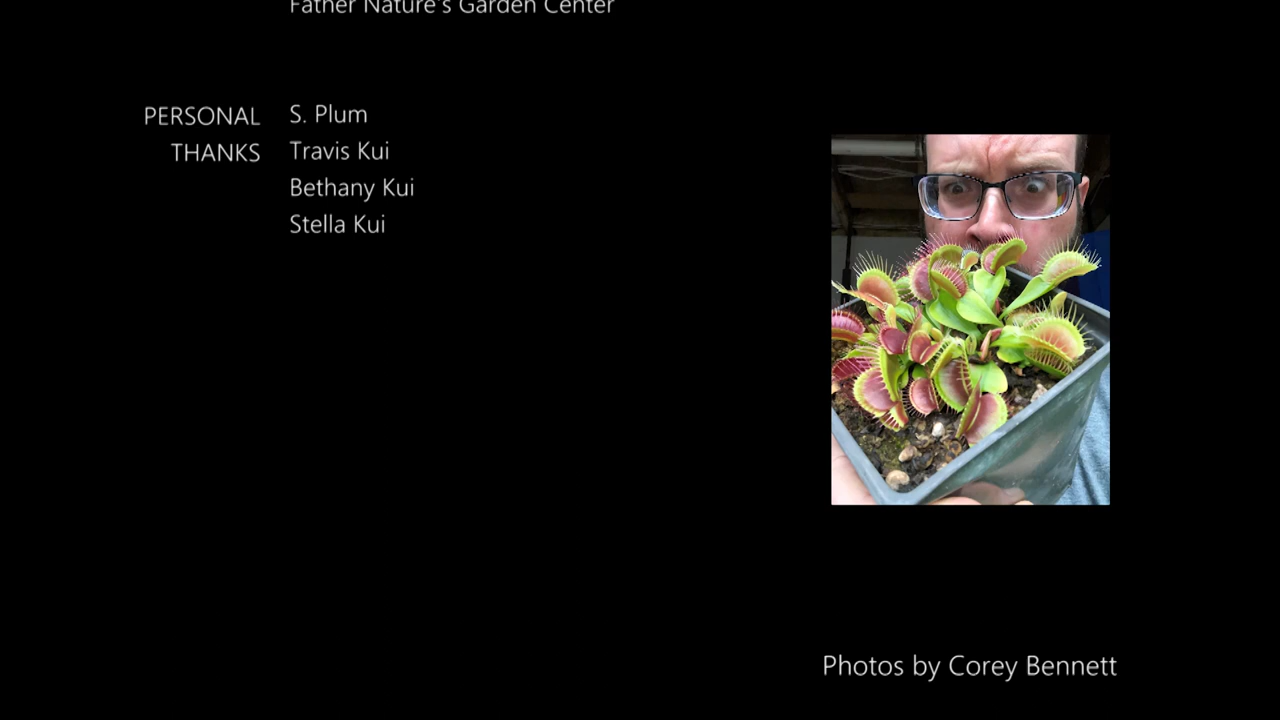 Father Nature's Garden Center
PERSONAL THANKS
S. Plum
Travis Kui
Bethany Kui
Stella Kui
Photos by Corey Bennett